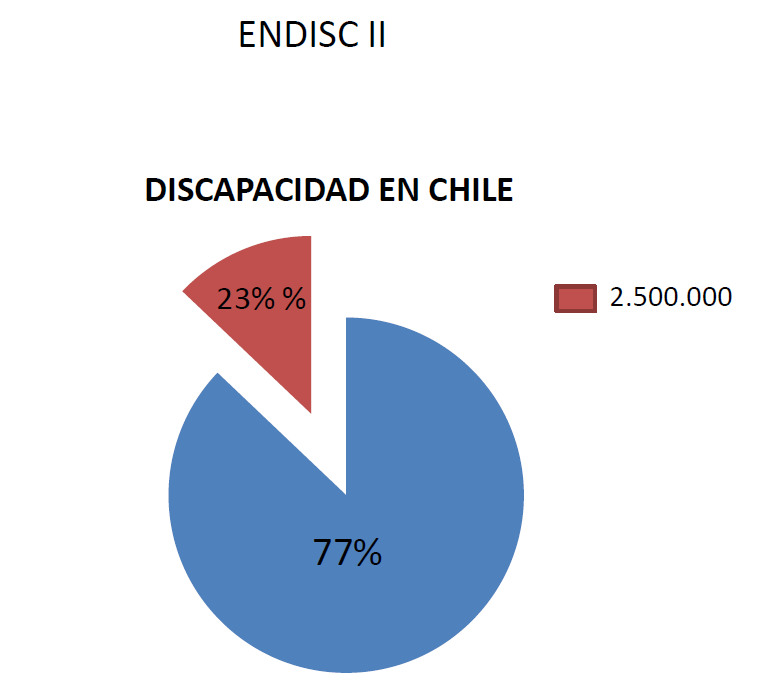 ENDISC II
DISCAPACIDAD EN CHILE
23% %
2.500.000
77%